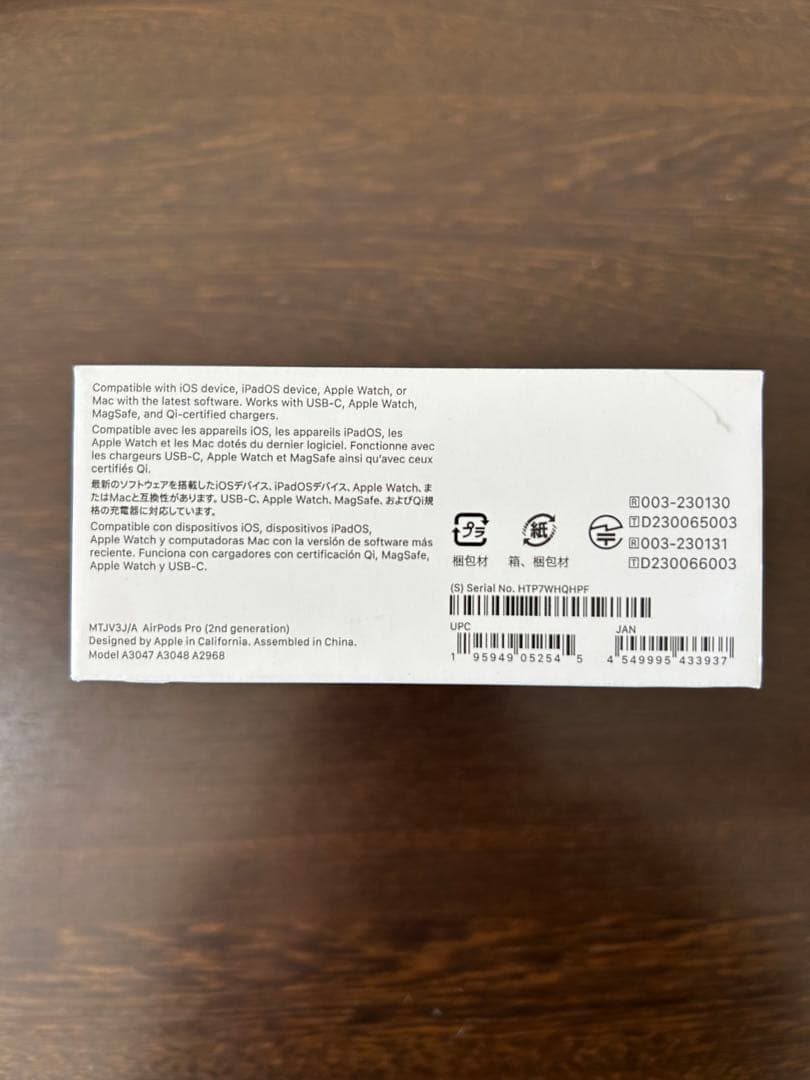 Compatible with iOS device, iPadOS device, Apple Watch, or
Mac with the latest software. Works with USB-C, Apple Watch,
MagSafe, and Qi-certified chargers.
Compatible avec les appareils iOS, les appareils iPadOS, les
Apple Watch et les Mac dotés du dernier logiciel. Fonctionne avec
les chargeurs USB-C, Apple Watch et MagSafe ainsi qu'avec ceux
certifiés Qi.
最新のソフトウェアを搭載したiOSデバイス、iPadOSデバイス、Apple Watch、ま
たはMacと互換性があります。USB-C、Apple Watch、MagSafe、およびQi規
格の充電器に対応しています。
Compatible con dispositivos iOS, dispositivos iPadOS,
Apple Watch y computadoras Mac con la versión de software más
reciente. Funciona con cargadores con certificación Qi, MagSafe,
Apple Watch y USB-C.
MTJV3J/A AirPods Pro (2nd generation)
Designed by Apple in California. Assembled in China.
Model A3047 A3048 A2968
プラ
梱包材
紙
箱、梱包材
R 003-230130
T D230065003
R 003-230131
T D230066003
(S) Serial No. HTP7WHQHPF
UPC
1 95949 05254 5
JAN
4 549995 433937